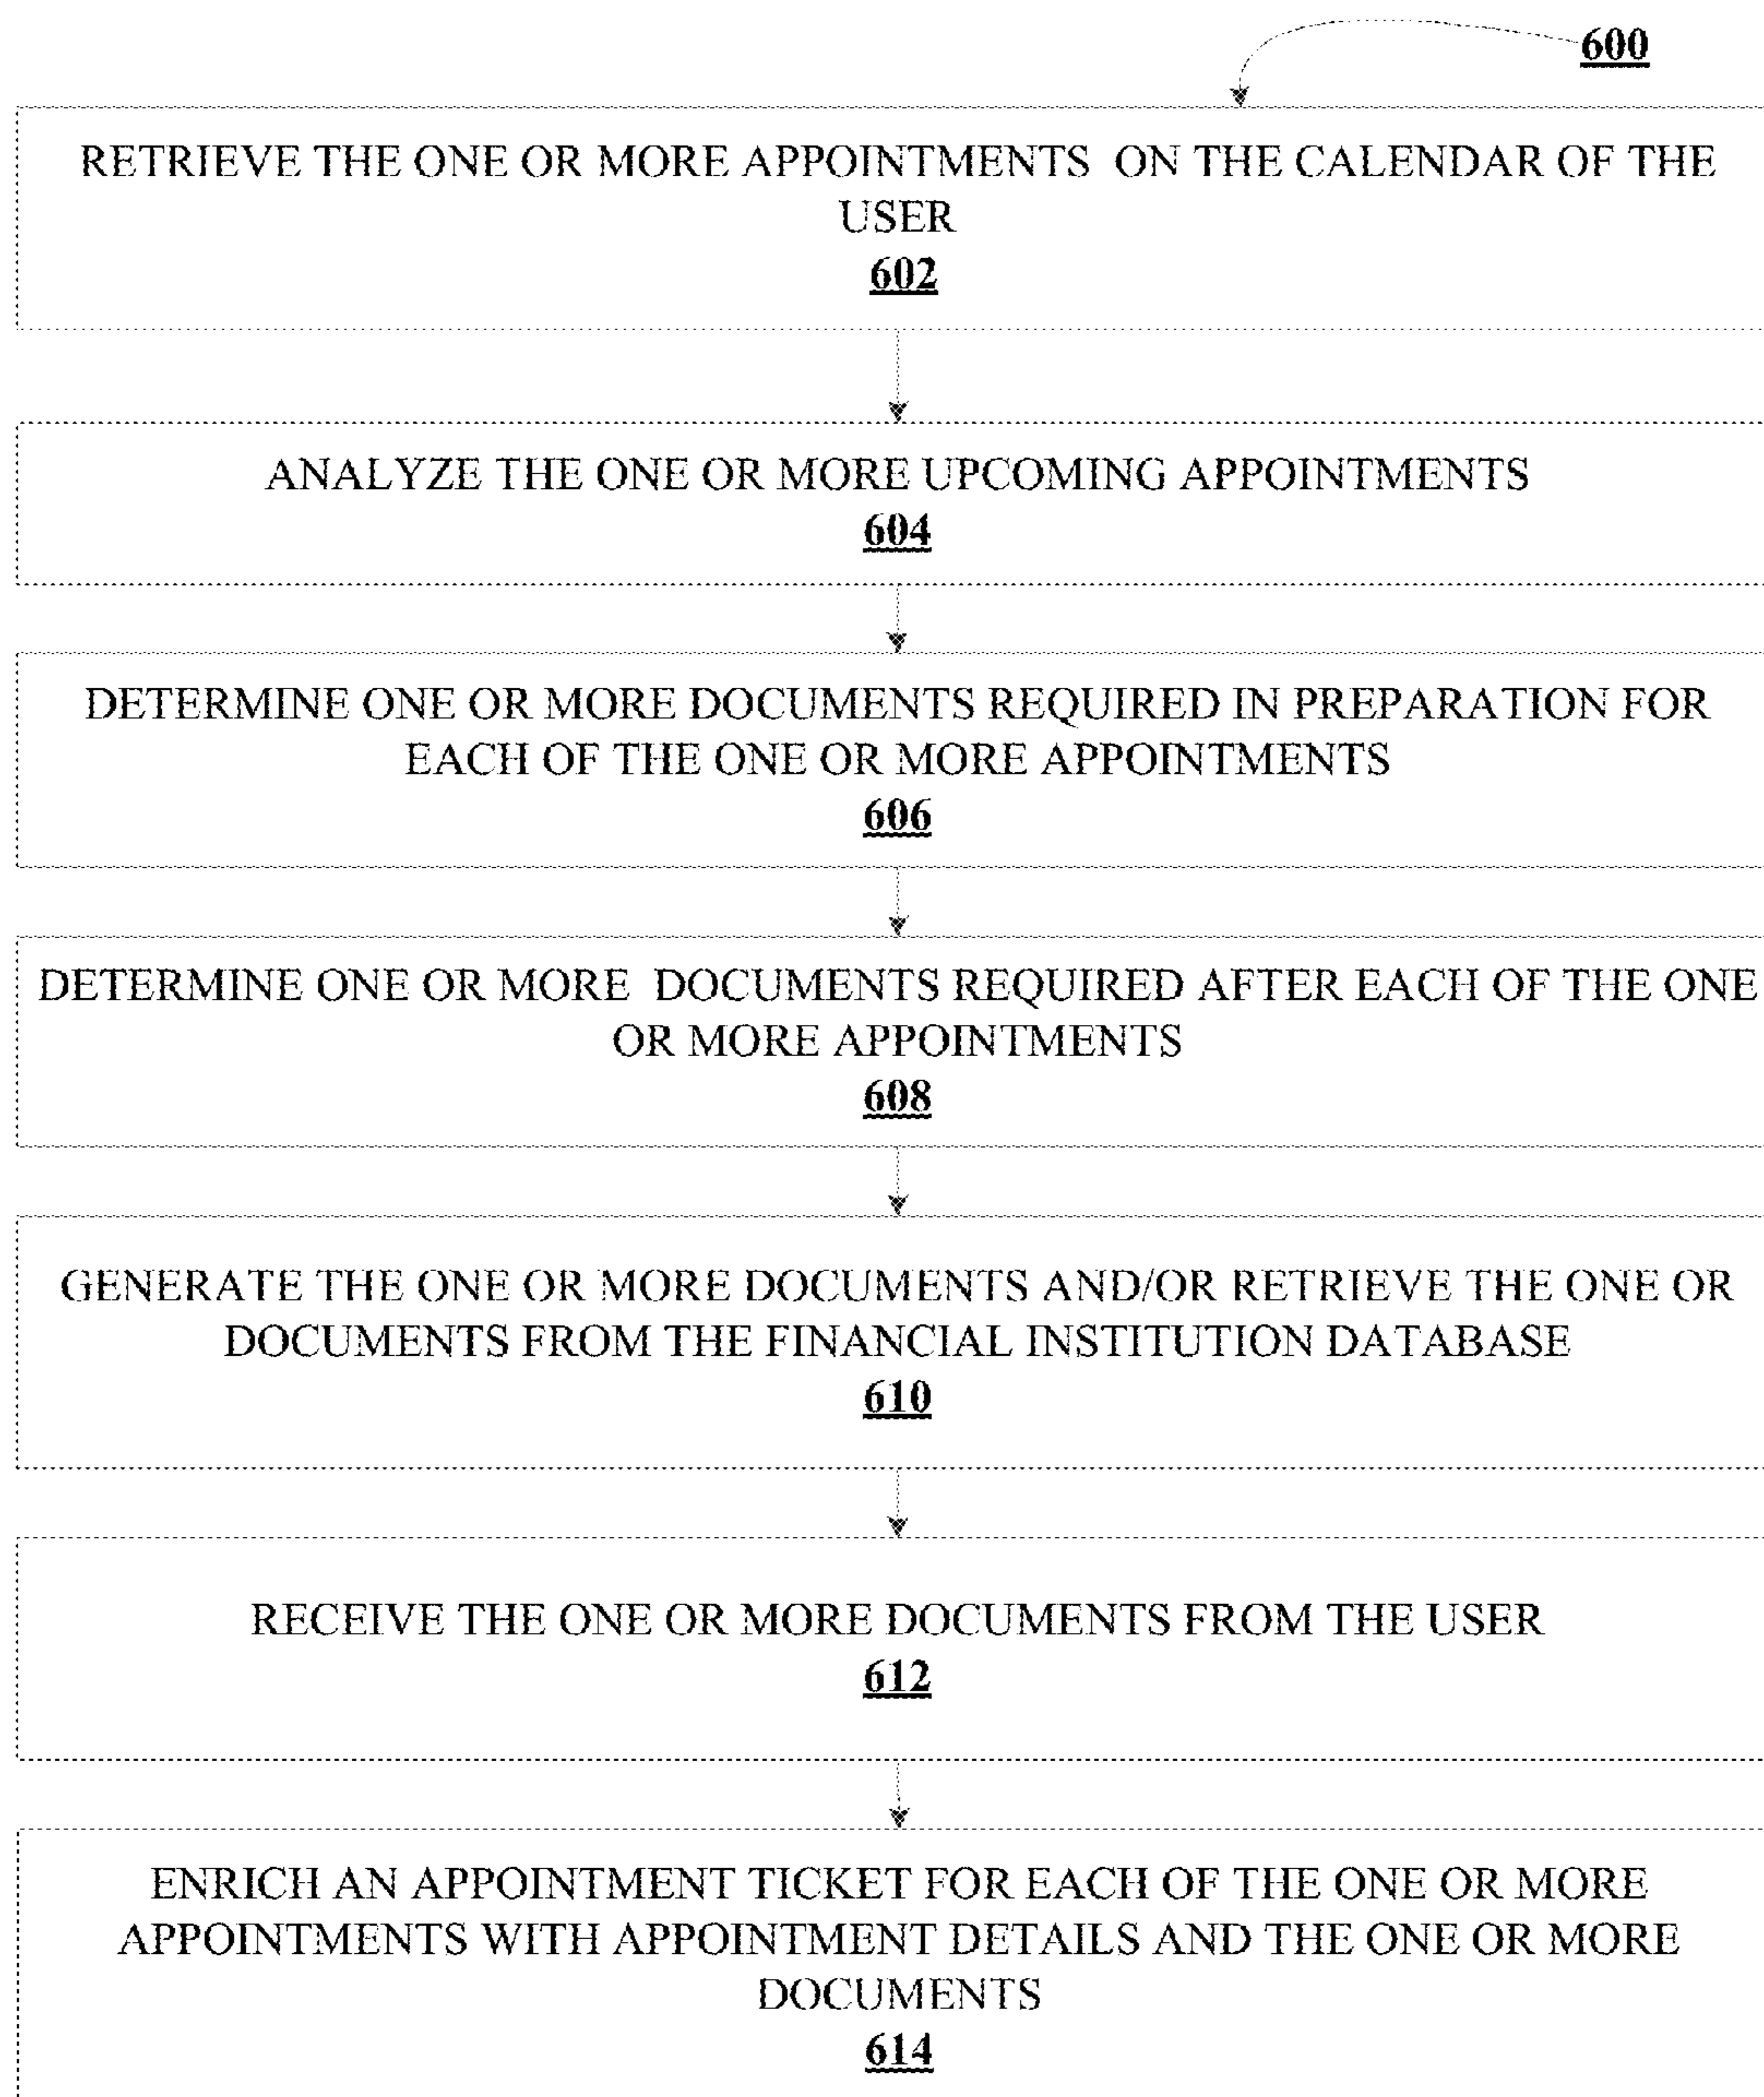 600
RETRIEVE THE ONE OR MORE APPOINTMENTS ON THE CALENDAR OF THE
USER
602
ANALYZE THE ONE OR MORE UPCOMING APPOINTMENTS
604
DETERMINE ONE OR MORE DOCUMENTS REQUIRED IN PREPARATION FOR
EACH OF THE ONE OR MORE APPOINTMENTS
606
DETERMINE ONE OR MORE DOCUMENTS REQUIRED AFTER EACH OF THE ONE
OR MORE APPOINTMENTS
608
GENERATE THE ONE OR MORE DOCUMENTS AND/OR RETRIEVE THE ONE OR
DOCUMENTS FROM THE FINANCIAL INSTITUTION DATABASE
610
RECEIVE THE ONE OR MORE DOCUMENTS FROM THE USER
612
ENRICH AN APPOINTMENT TICKET FOR EACH OF THE ONE OR MORE
APPOINTMENTS WITH APPOINTMENT DETAILS AND THE ONE OR MORE
DOCUMENTS
614